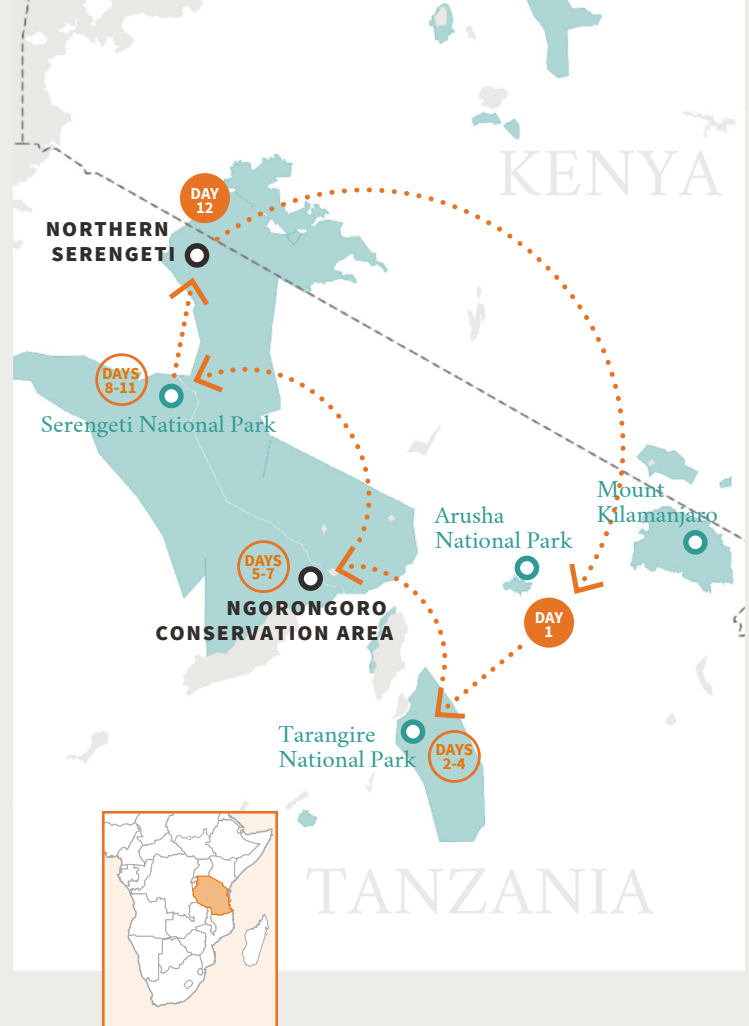 KENYA
DAY
12
NORTHERN
SERENGETI
DAYS
8-11
Serengeti National Park
Mount
Kilamanjaro
Arusha
National Park
DAYS
5-7
NGORONGORO
CONSERVATION AREA
DAY
1
Tarangire
National Park
DAYS
2-4
TANZANIA